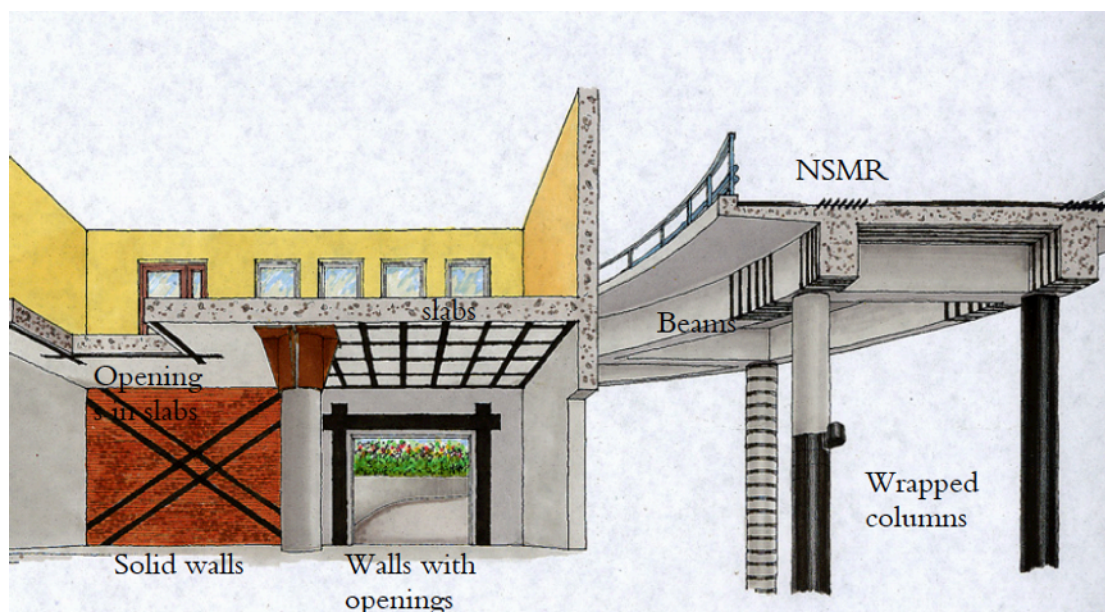 NSMR
slabs
Beams
Opening
s in slabs
Wrapped
columns
Solid walls
Walls with
openings